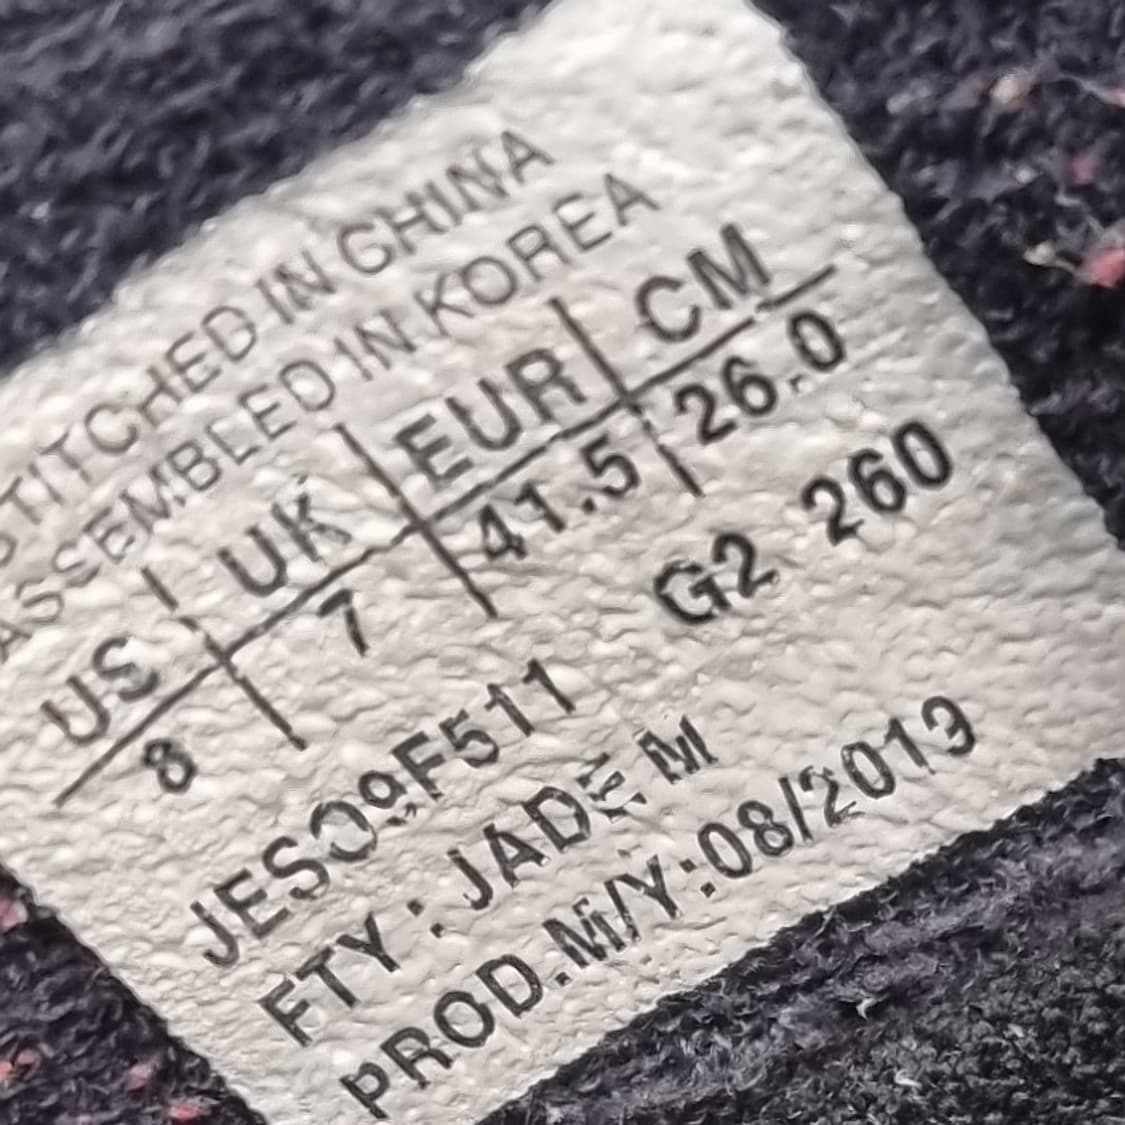 STITCHED IN CHINA
ASSEMBLED IN KOREA
US UK EUR CM
8 7 41.5 26.0
G2 260
JES09F511
FTY : JADE M
PROD.M/Y:08/2019